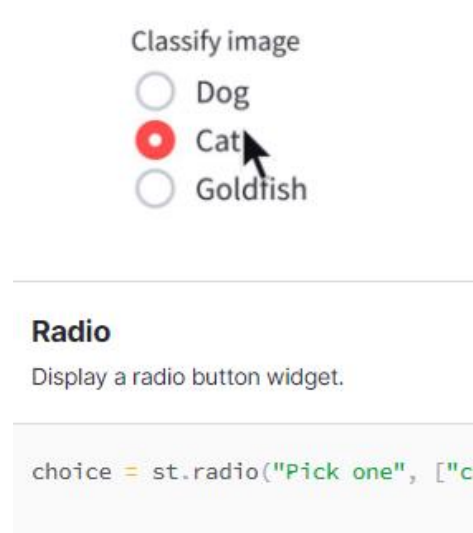 Classify image
Dog
Cat
Goldfish
Radio
Display a radio button widget.
choice = st.radio("Pick one", ["c